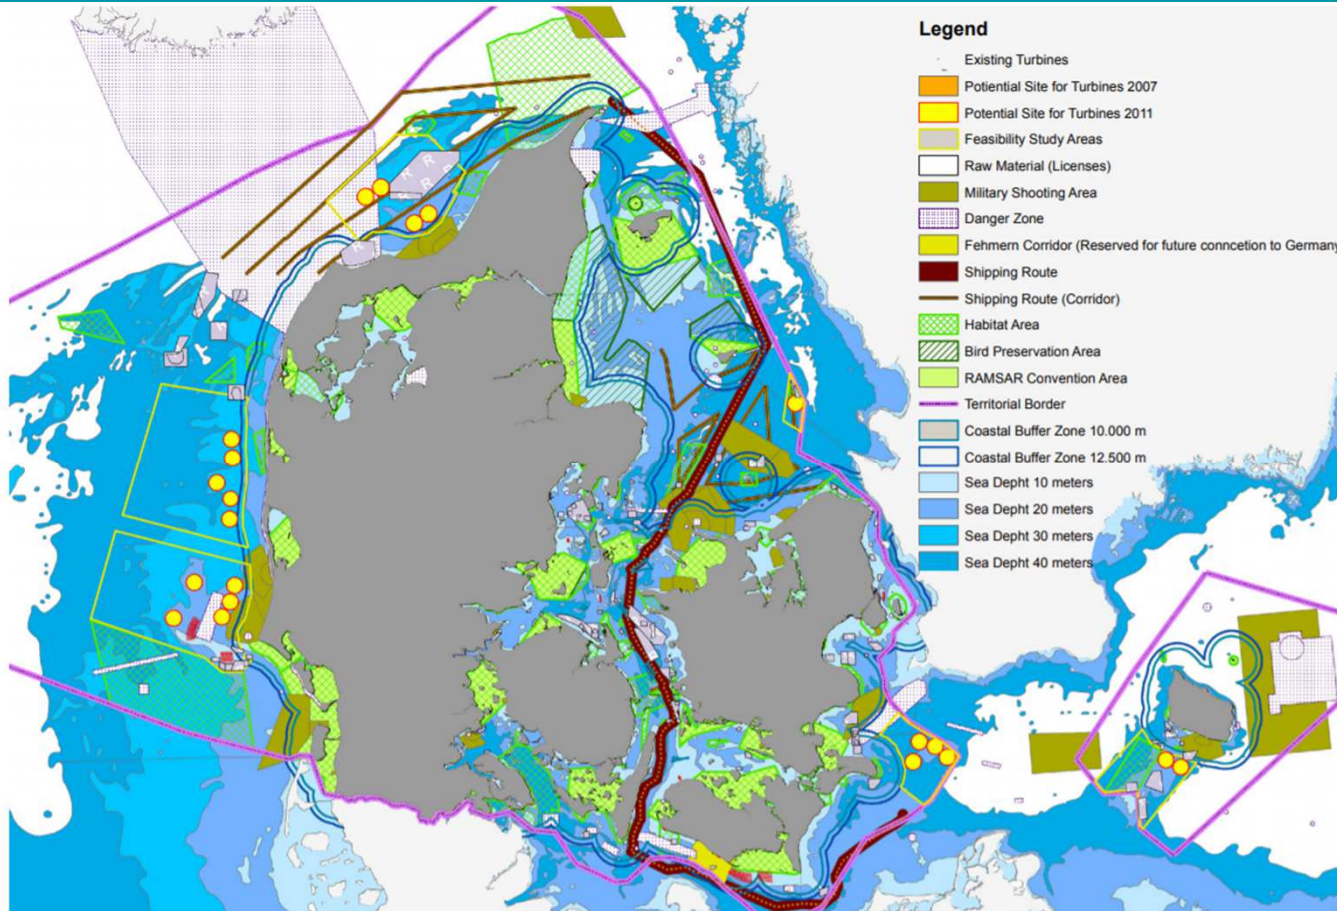 Legend
Existing Turbines
Potiential Site for Turbines 2007
Potential Site for Turbines 2011
Feasibility Study Areas
Raw Material (Licenses)
Military Shooting Area
Danger Zone
Fehmern Corridor (Reserved for future conncetion to Germany
Shipping Route
Shipping Route (Corridor)
Habitat Area
Bird Preservation Area
RAMSAR Convention Area
Territorial Border
Coastal Buffer Zone 10.000 m
Coastal Buffer Zone 12.500 m
Sea Depht 10 meters
Sea Depht 20 meters
Sea Depht 30 meters
Sea Depht 40 meters